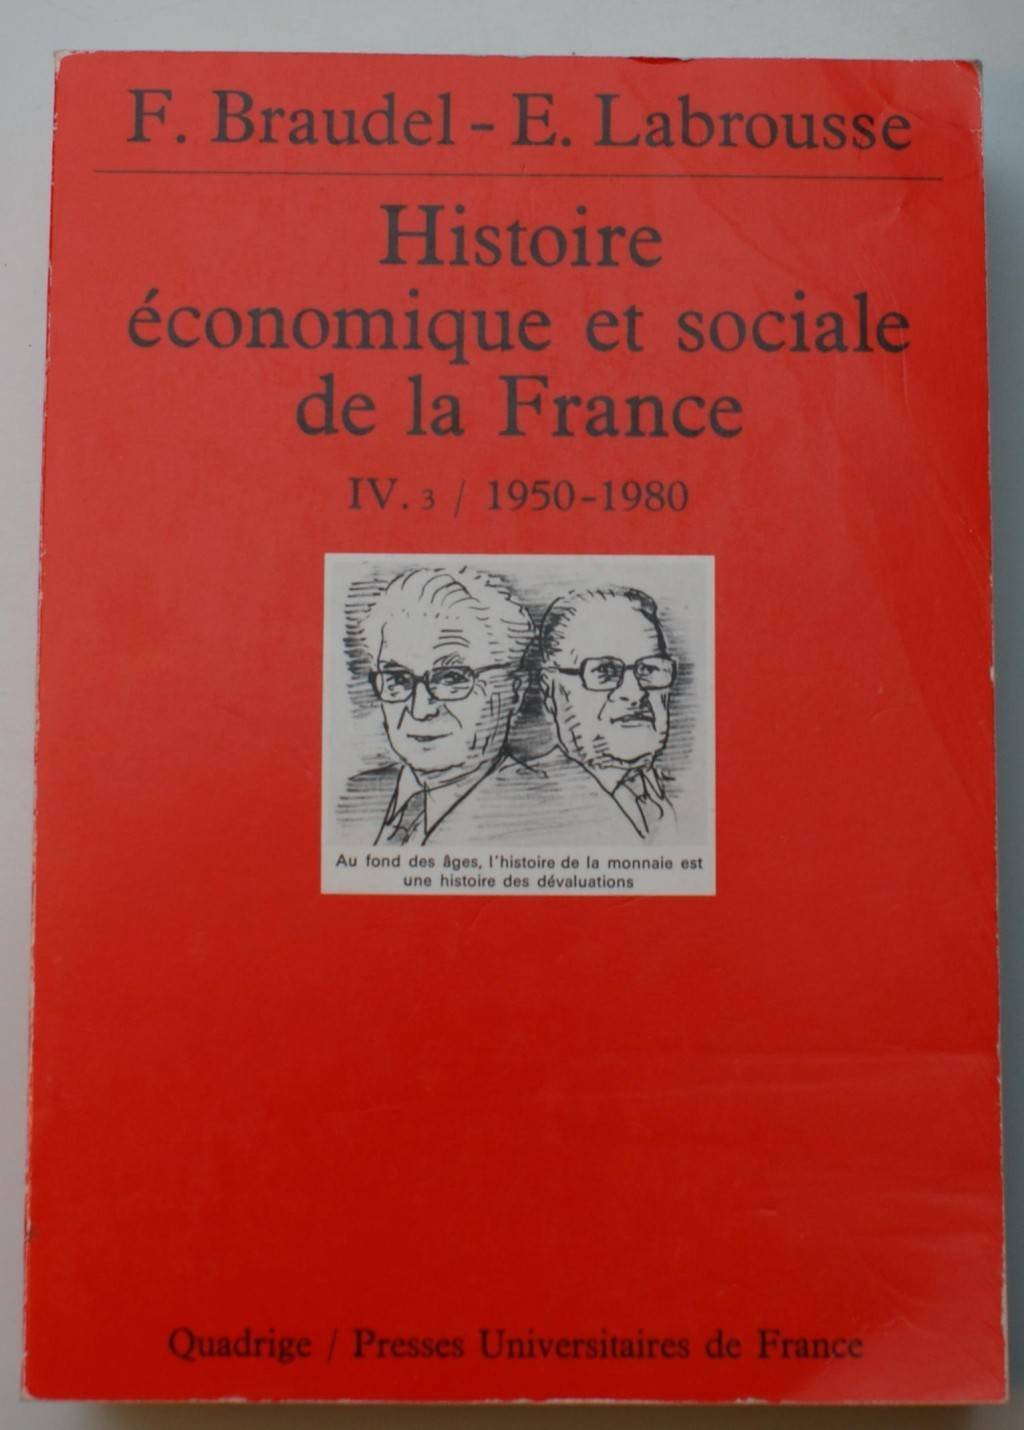 F. Braudel - E. Labrousse
Histoire
économique et sociale
de la France
IV. 3 / 1950-1980
Au fond des âges, l'histoire de la monnaie est
une histoire des dévaluations
Quadrige / Presses Universitaires de France